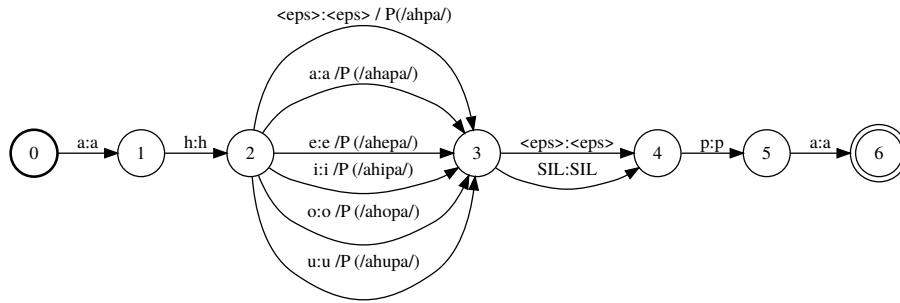 <eps>:<eps> / P(/ahpa/)
a:a /P (/ahapa/)
0 a:a 1 h:h 2 e:e /P (/ahepa/) 3 <eps>:<eps> 4 p:p 5 a:a 6
i:i /P (/ahipa/) SIL:SIL
o:o /P (/ahopa/)
u:u /P (/ahupa/)